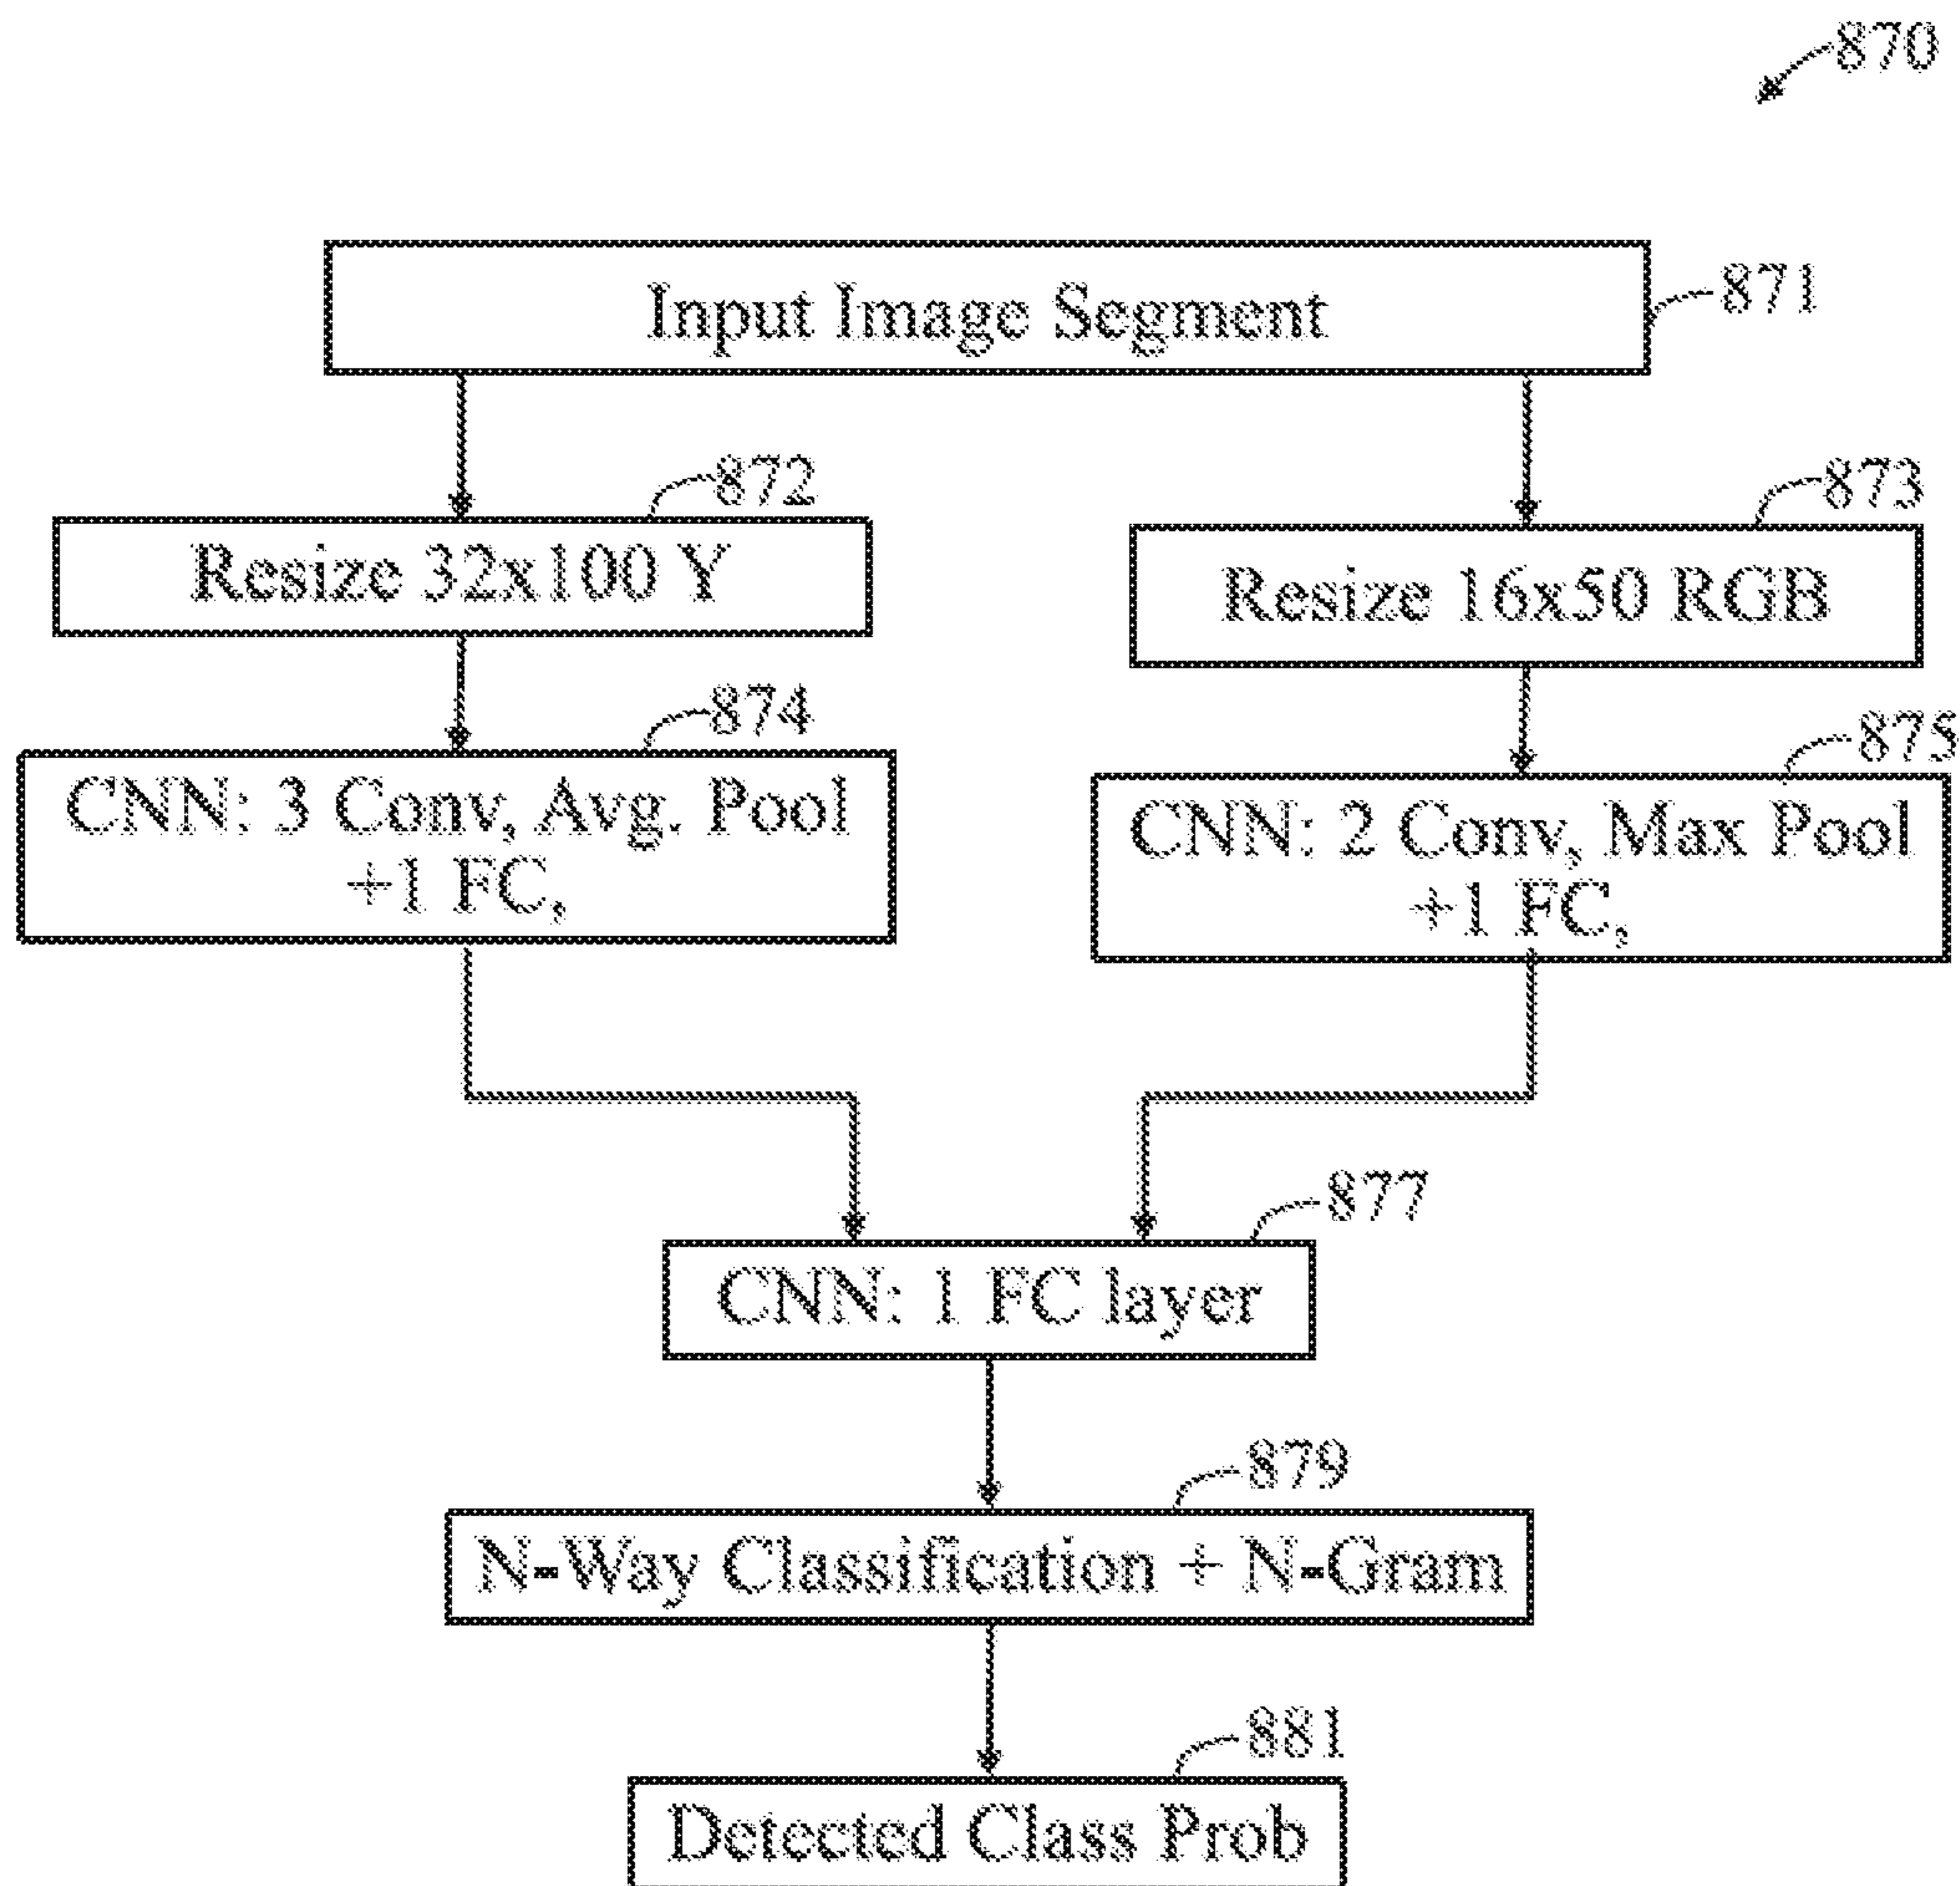 870
Input Image Segment
871
872
Resize 32x100 Y
873
Resize 16x50 RGB
874
CNN: 3 Conv, Avg. Pool
+1 FC,
875
CNN: 2 Conv, Max Pool
+1 FC,
877
CNN: 1 FC layer
879
N-Way Classification + N-Gram
881
Detected Class Prob